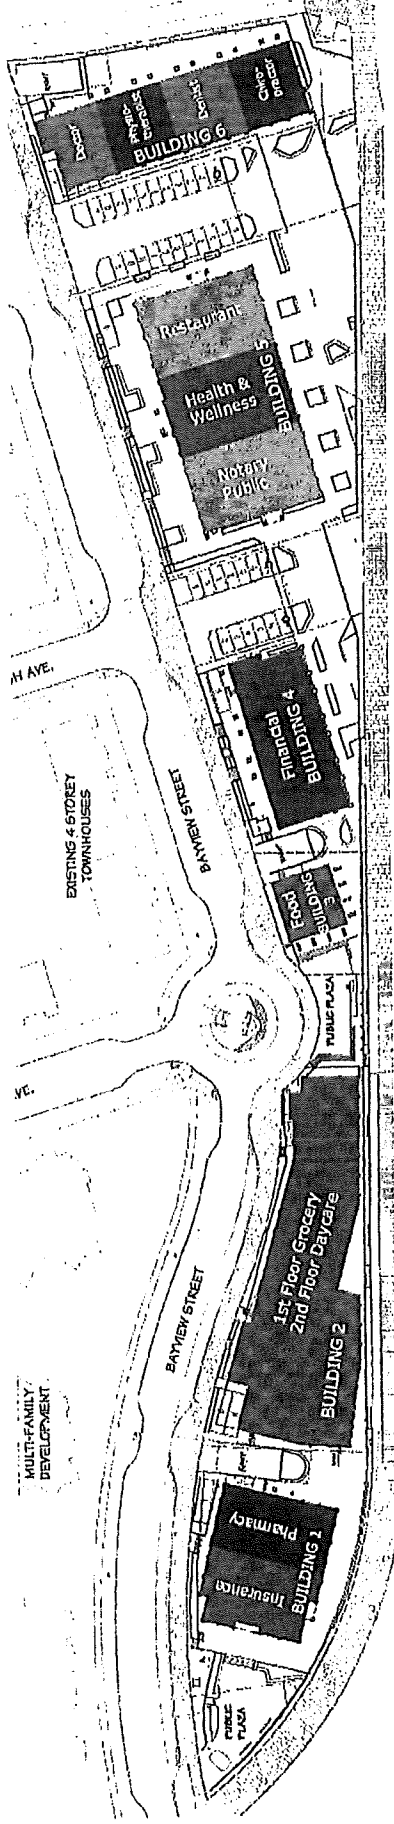 Doctor
Physio-
therapist
Dentist
Chiro-
practor
BUILDING 6
Restaurant
Health &
Wellness
Notary
Public
BUILDING 5
H AVE.
Financial
BUILDING 4
EXISTING 4 STOREY
TOWNHOUSES
BAYVIEW STREET
Food
BUILDING
3
PUBLIC PLAZA
VE.
1st Floor Grocery
2nd Floor Daycare
BUILDING 2
BAYVIEW STREET
MULTI-FAMILY
DEVELOPMENT
Pharmacy
Insurance
BUILDING 1
PUBLIC
PLAZA